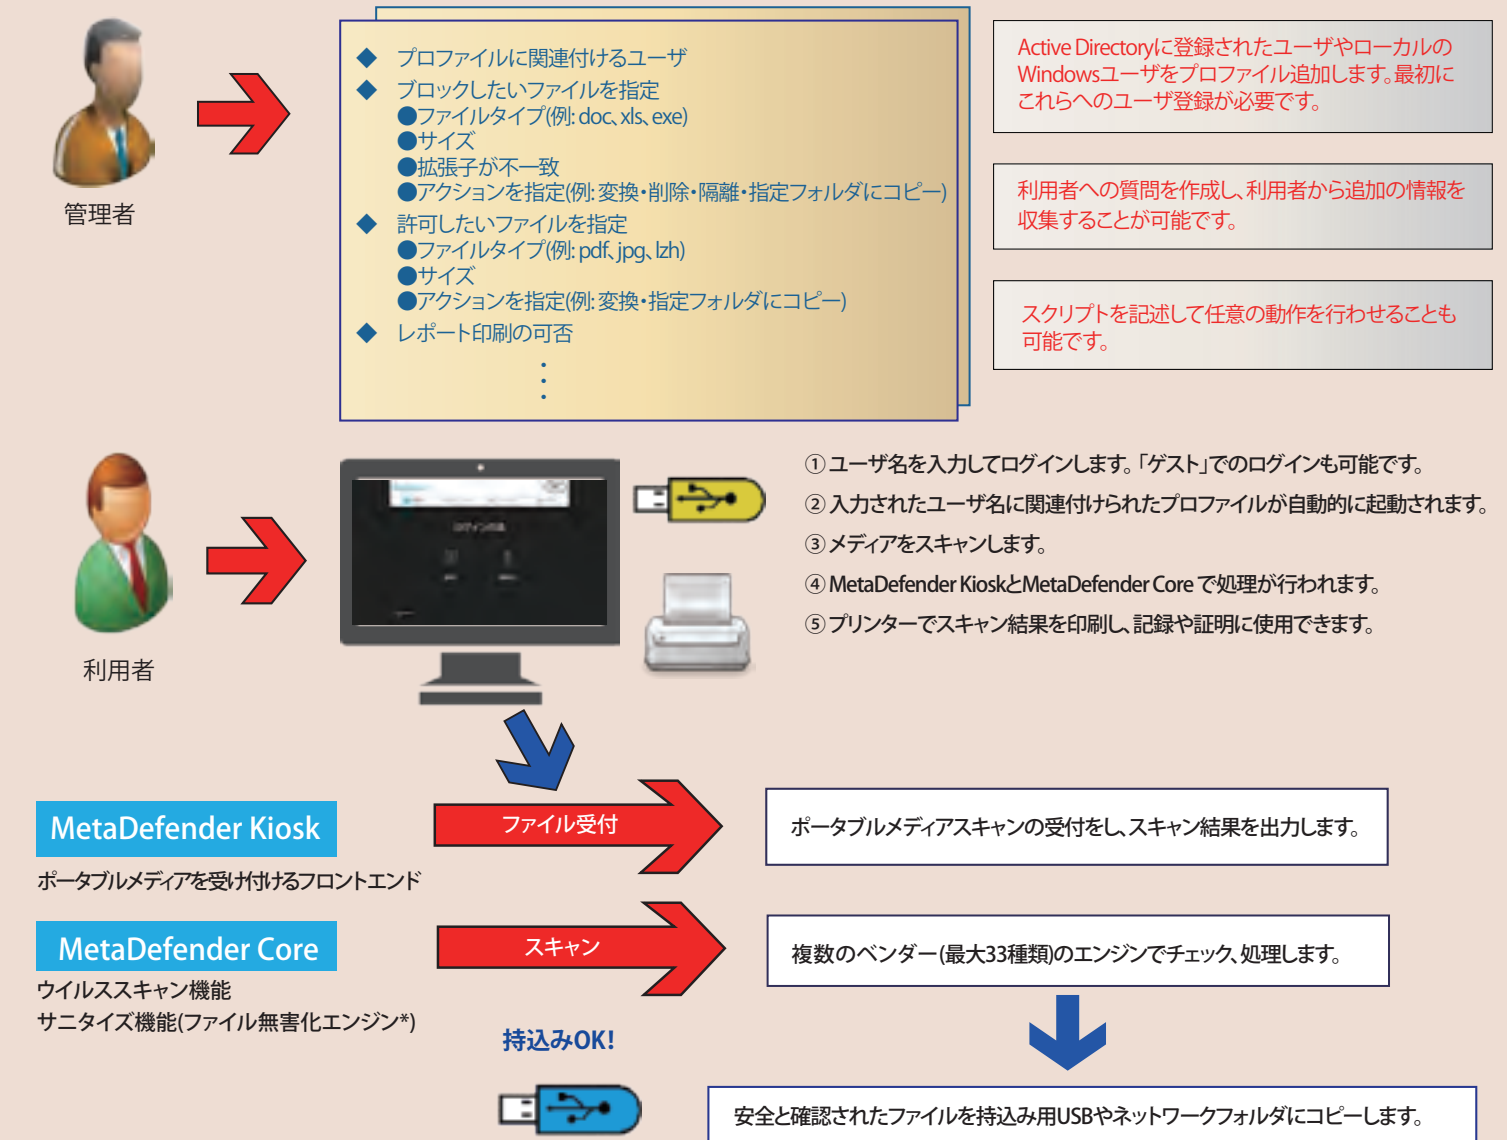 ◆ プロファイルに関連付けるユーザ
◆ ブロックしたいファイルを指定
●ファイルタイプ(例: doc、xls、exe)
●サイズ
●拡張子が不一致
●アクションを指定(例: 変換・削除・隔離・指定フォルダにコピー)
◆ 許可したいファイルを指定
●ファイルタイプ(例: pdf、jpg、lzh)
●サイズ
●アクションを指定(例: 変換・指定フォルダにコピー)
◆ レポート印刷の可否
・
・
・
管理者
Active Directoryに登録されたユーザやローカルの
Windowsユーザをプロファイル追加します。最初に
これらへのユーザ登録が必要です。
利用者への質問を作成し、利用者から追加の情報を
収集することが可能です。
スクリプトを記述して任意の動作を行わせることも
可能です。
利用者
① ユーザ名を入力してログインします。「ゲスト」でのログインも可能です。
② 入力されたユーザ名に関連付けられたプロファイルが自動的に起動されます。
③ メディアをスキャンします。
④ MetaDefender KioskとMetaDefender Core で処理が行われます。
⑤ プリンターでスキャン結果を印刷し、記録や証明に使用できます。
MetaDefender Kiosk
ポータブルメディアを受け付けるフロントエンド
ファイル受付
ポータブルメディアスキャンの受付をし、スキャン結果を出力します。
MetaDefender Core
ウイルススキャン機能
サニタイズ機能(ファイル無害化エンジン*)
スキャン
複数のベンダー(最大33種類)のエンジンでチェック、処理します。
持込みOK!
安全と確認されたファイルを持込み用USBやネットワークフォルダにコピーします。